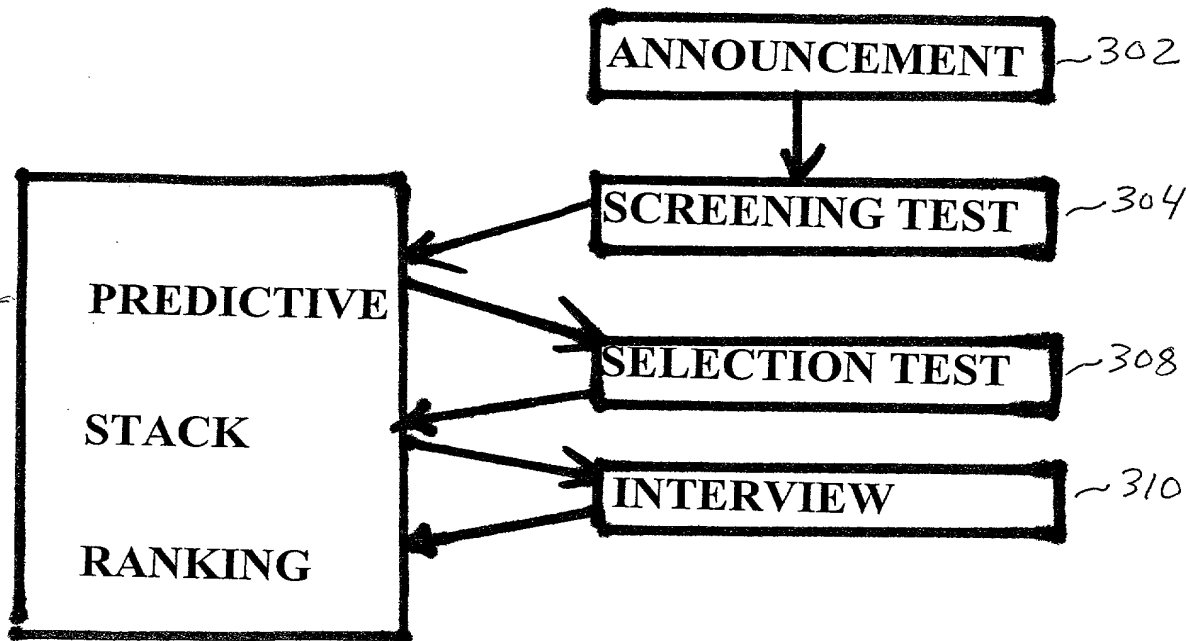 ANNOUNCEMENT 302
SCREENING TEST 304
PREDICTIVE
SELECTION TEST 308
STACK
INTERVIEW 310
RANKING